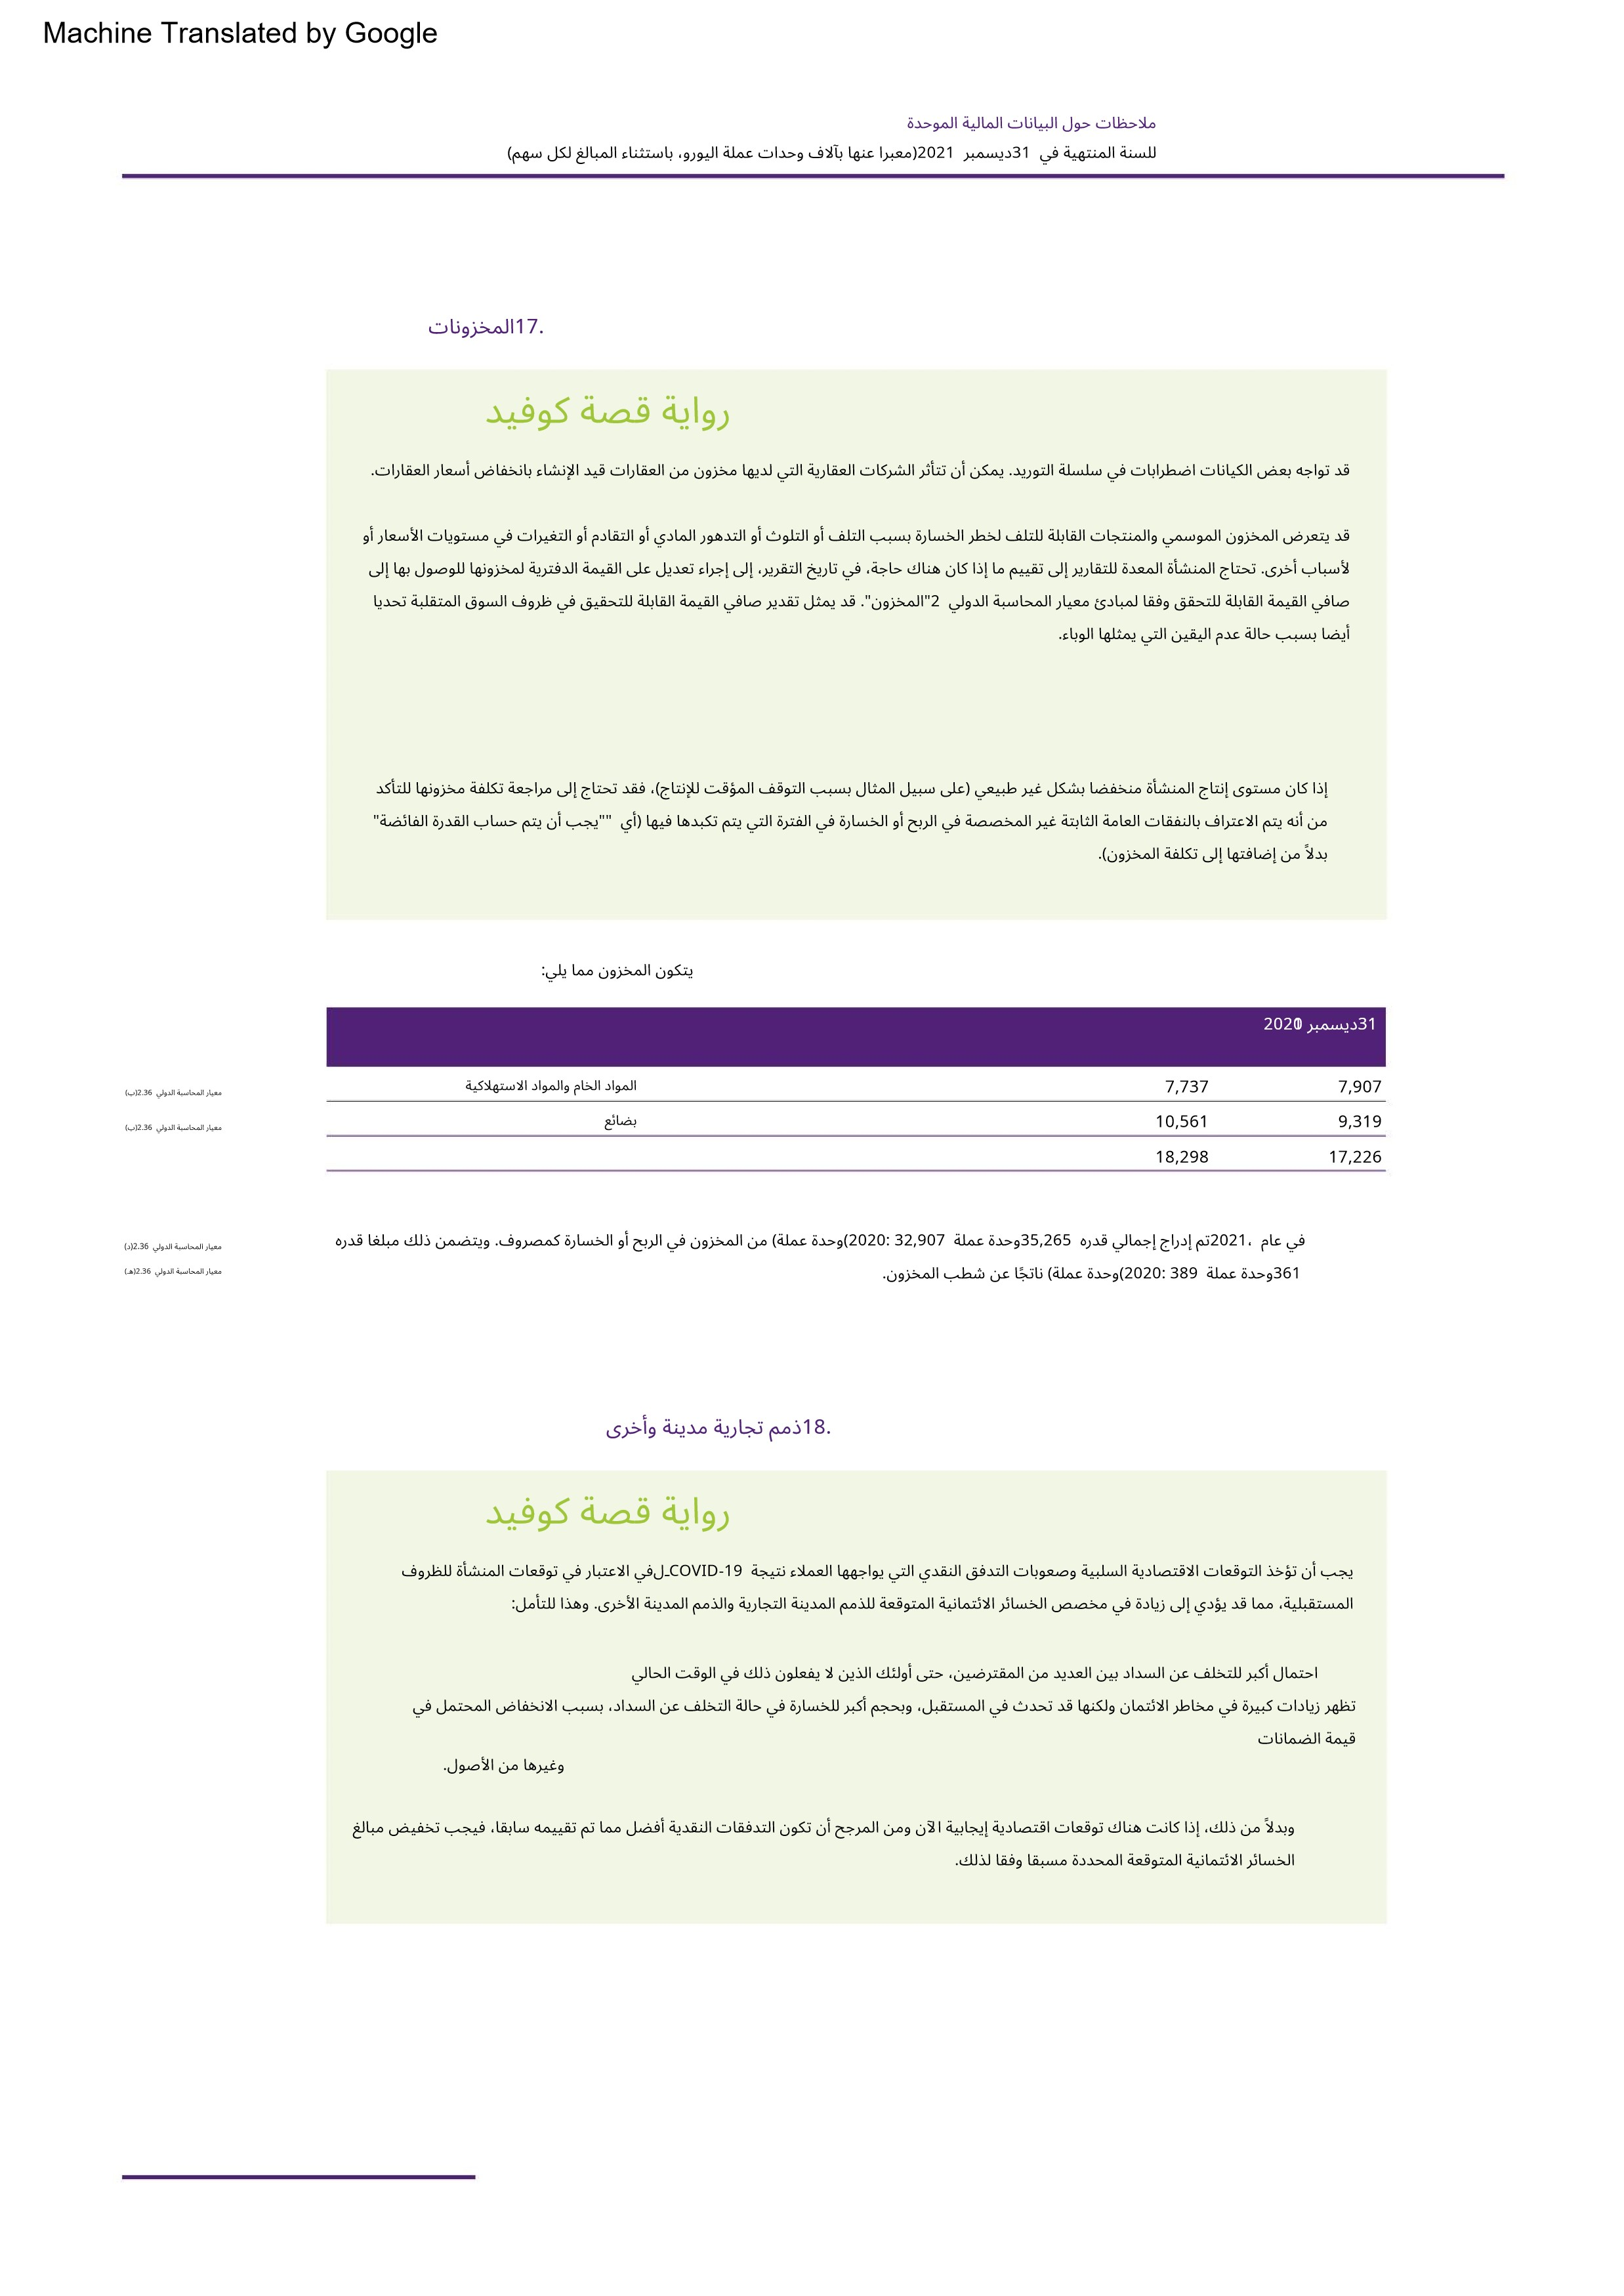 Machine Translated by Google
ملاحظات حول البيانات المالية الموحدة
للسنة المنتهية في 31ديسمبر 2021(معبرا عنها بآلاف وحدات عملة اليورو، باستثناء المبالغ لكل سهم)
.17المخزونات
رواية قصة كوفيد
قد تواجه بعض الكيانات اضطرابات في سلسلة التوريد. يمكن أن تتأثر الشركات العقارية التي لديها مخزون من العقارات قيد الإنشاء بانخفاض أسعار العقارات.
قد يتعرض المخزون الموسمي والمنتجات القابلة للتلف لخطر الخسارة بسبب التلف أو التلوث أو التدهور المادي أو التقادم أو التغيرات في مستويات الأسعار أو
لأسباب أخرى. تحتاج المنشأة المعدة للتقارير إلى تقييم ما إذا كان هناك حاجة، في تاريخ التقرير، إلى إجراء تعديل على القيمة الدفترية لمخزونها للوصول بها إلى
صافي القيمة القابلة للتحقق وفقا لمبادئ معيار المحاسبة الدولي 2"المخزون". قد يمثل تقدير صافي القيمة القابلة للتحقيق في ظروف السوق المتقلبة تحديا
أيضا بسبب حالة عدم اليقين التي يمثلها الوباء.
إذا كان مستوى إنتاج المنشأة منخفضا بشكل غير طبيعي (على سبيل المثال بسبب التوقف المؤقت للإنتاج)، فقد تحتاج إلى مراجعة تكلفة مخزونها للتأكد
من أنه يتم الاعتراف بالنفقات العامة الثابتة غير المخصصة في الربح أو الخسارة في الفترة التي يتم تكبدها فيها (أي ""يجب أن يتم حساب القدرة الفائضة"
بدلاً من إضافتها إلى تكلفة المخزون).
يتكون المخزون مما يلي:
31ديسمبر
معيار المحاسبة الدولي 2.36(ب) المواد الخام والمواد الاستهلاكية 7,737 7,907
معيار المحاسبة الدولي 2.36(ب) بضائع 10,561 9,319
18,298 17,226
معيار المحاسبة الدولي 2.36(د) في عام 2021،تم إدراج إجمالي قدره 35,265وحدة عملة 32,907 :2020)وحدة عملة) من المخزون في الربح أو الخسارة كمصروف. ويتضمن ذلك مبلغا قدره
معيار المحاسبة الدولي 2.36(هـ) 361وحدة عملة 389 :2020)وحدة عملة) ناتجًا عن شطب المخزون.
.18ذمم تجارية مدينة وأخرى
رواية قصة كوفيد
يجب أن تؤخذ التوقعات الاقتصادية السلبية وصعوبات التدفق النقدي التي يواجهها العملاء نتيجة COVID-19ـلفي الاعتبار في توقعات المنشأة للظروف
المستقبلية، مما قد يؤدي إلى زيادة في مخصص الخسائر الائتمانية المتوقعة للذمم المدينة التجارية والذمم المدينة الأخرى. وهذا للتأمل:
احتمال أكبر للتخلف عن السداد بين العديد من المقترضين، حتى أولئك الذين لا يفعلون ذلك في الوقت الحالي
تظهر زيادات كبيرة في مخاطر الائتمان ولكنها قد تحدث في المستقبل، وبحجم أكبر للخسارة في حالة التخلف عن السداد، بسبب الانخفاض المحتمل في
قيمة الضمانات
وغيرها من الأصول.
وبدلاً من ذلك، إذا كانت هناك توقعات اقتصادية إيجابية الآن ومن المرجح أن تكون التدفقات النقدية أفضل مما تم تقييمه سابقا، فيجب تخفيض مبالغ
الخسائر الائتمانية المتوقعة المحددة مسبقا وفقا لذلك.